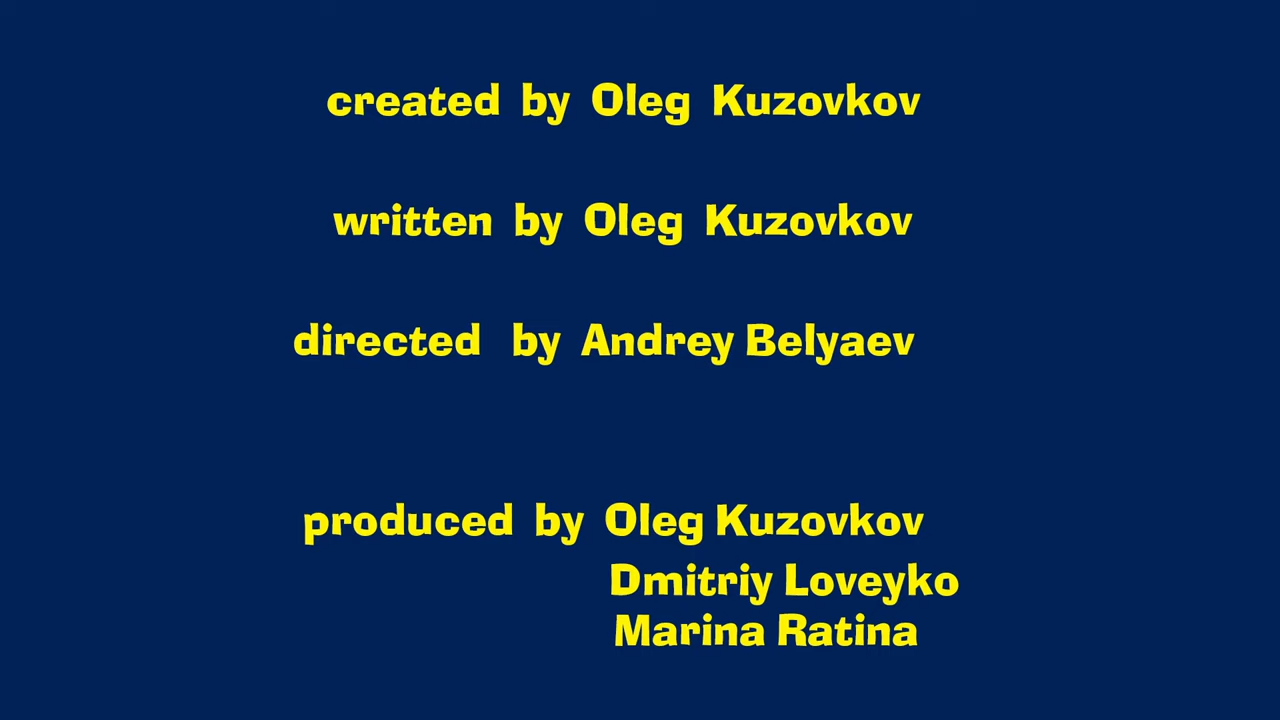 created by Oleg Kuzovkov
written by Oleg Kuzovkov
directed by Andrey Belyaev
produced by Oleg Kuzovkov
Dmitriy Loveyko
Marina Ratina